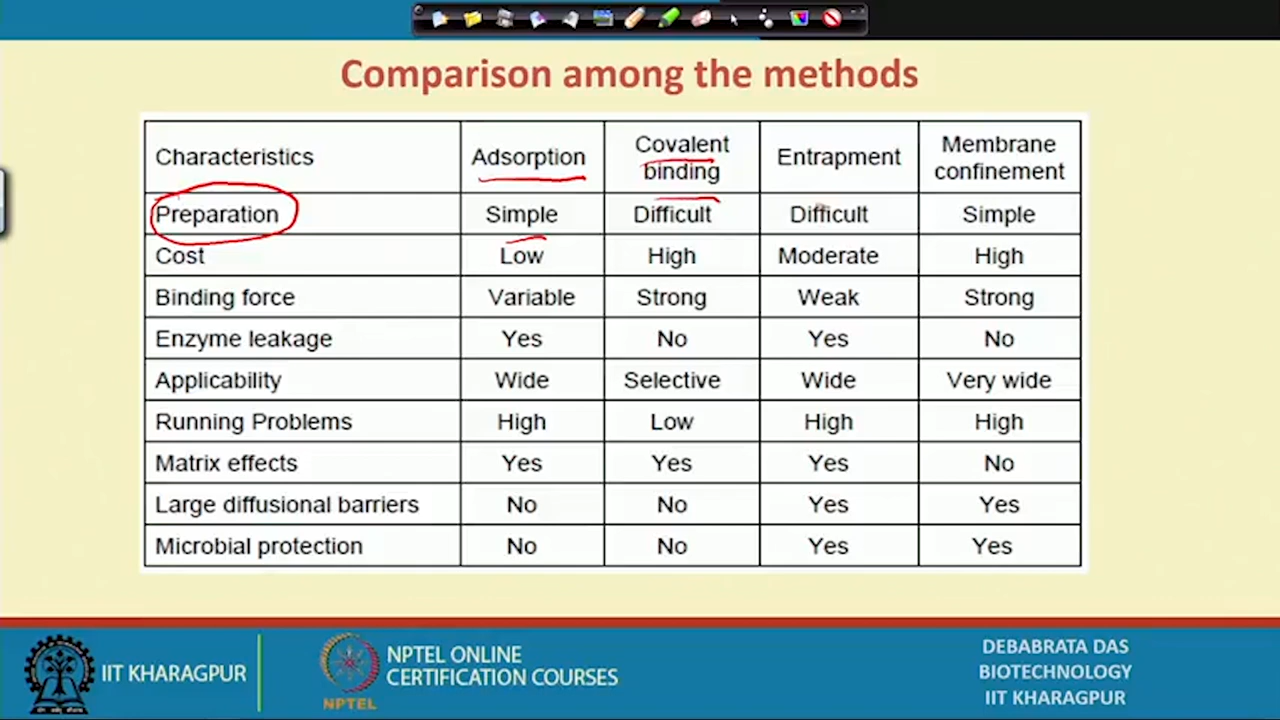 Comparison among the methods
Characteristics Adsorption Covalent binding Entrapment Membrane confinement
Preparation Simple Difficult Difficult Simple
Cost Low High Moderate High
Binding force Variable Strong Weak Strong
Enzyme leakage Yes No Yes No
Applicability Wide Selective Wide Very wide
Running Problems High Low High High
Matrix effects Yes Yes Yes No
Large diffusional barriers No No Yes Yes
Microbial protection No No Yes Yes
IIT KHARAGPUR
NPTEL
NPTEL ONLINE
CERTIFICATION COURSES
DEBABRATA DAS
BIOTECHNOLOGY
IIT KHARAGPUR